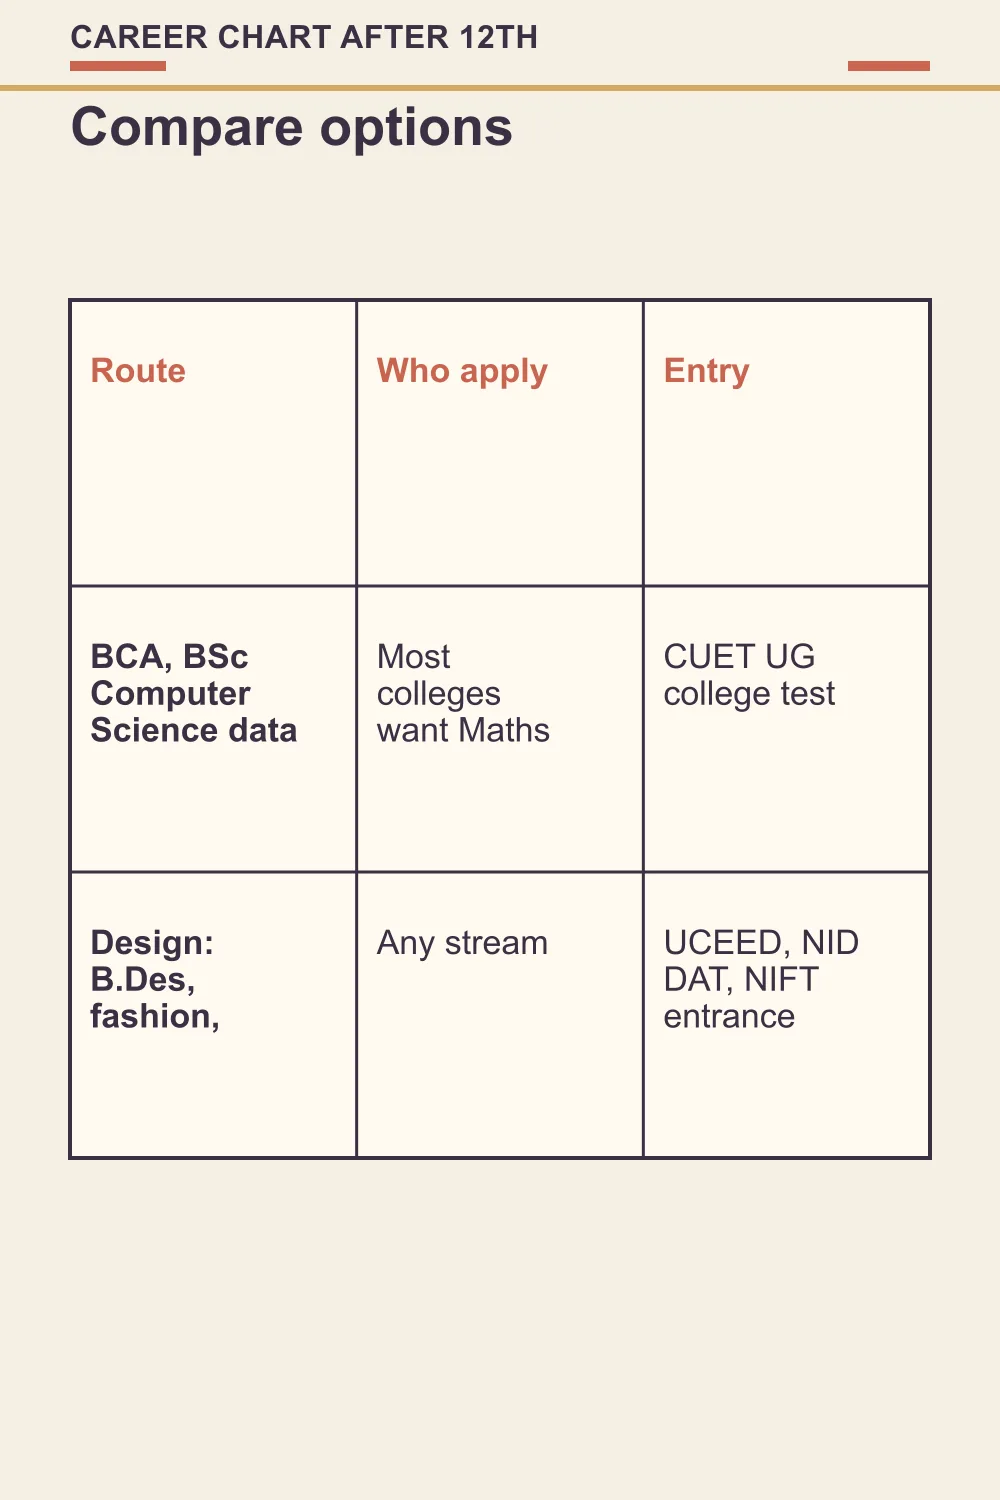 CAREER CHART AFTER 12TH
Compare options
Route
Who apply
Entry
BCA, BSc
Computer
Science data
Most
colleges
want Maths
CUET UG
college test
Design:
B.Des,
fashion,
Any stream
UCEED, NID
DAT, NIFT
entrance